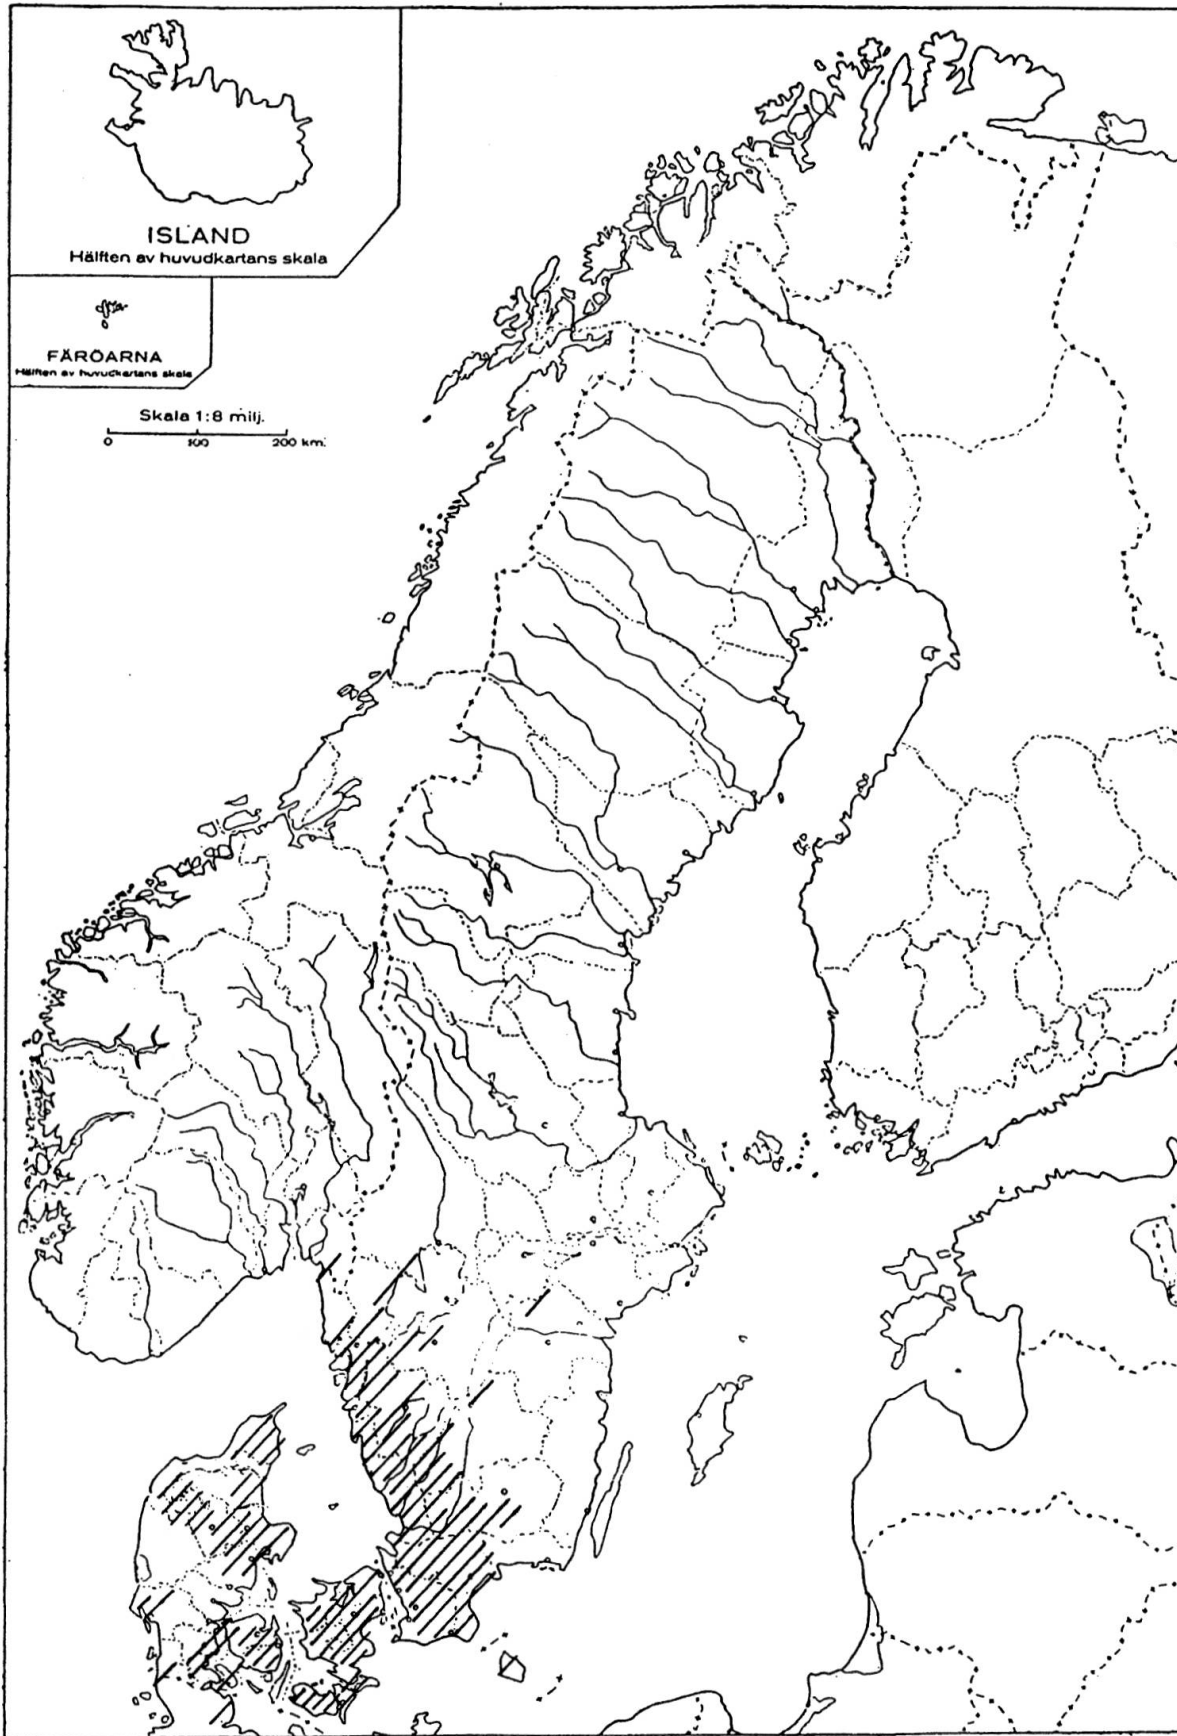 ISLAND
Hälften av huvudkartans skala
FÄRÖARNA
Hälften av huvudkartans skala
Skala 1:8 milj.
0 100 200 km.